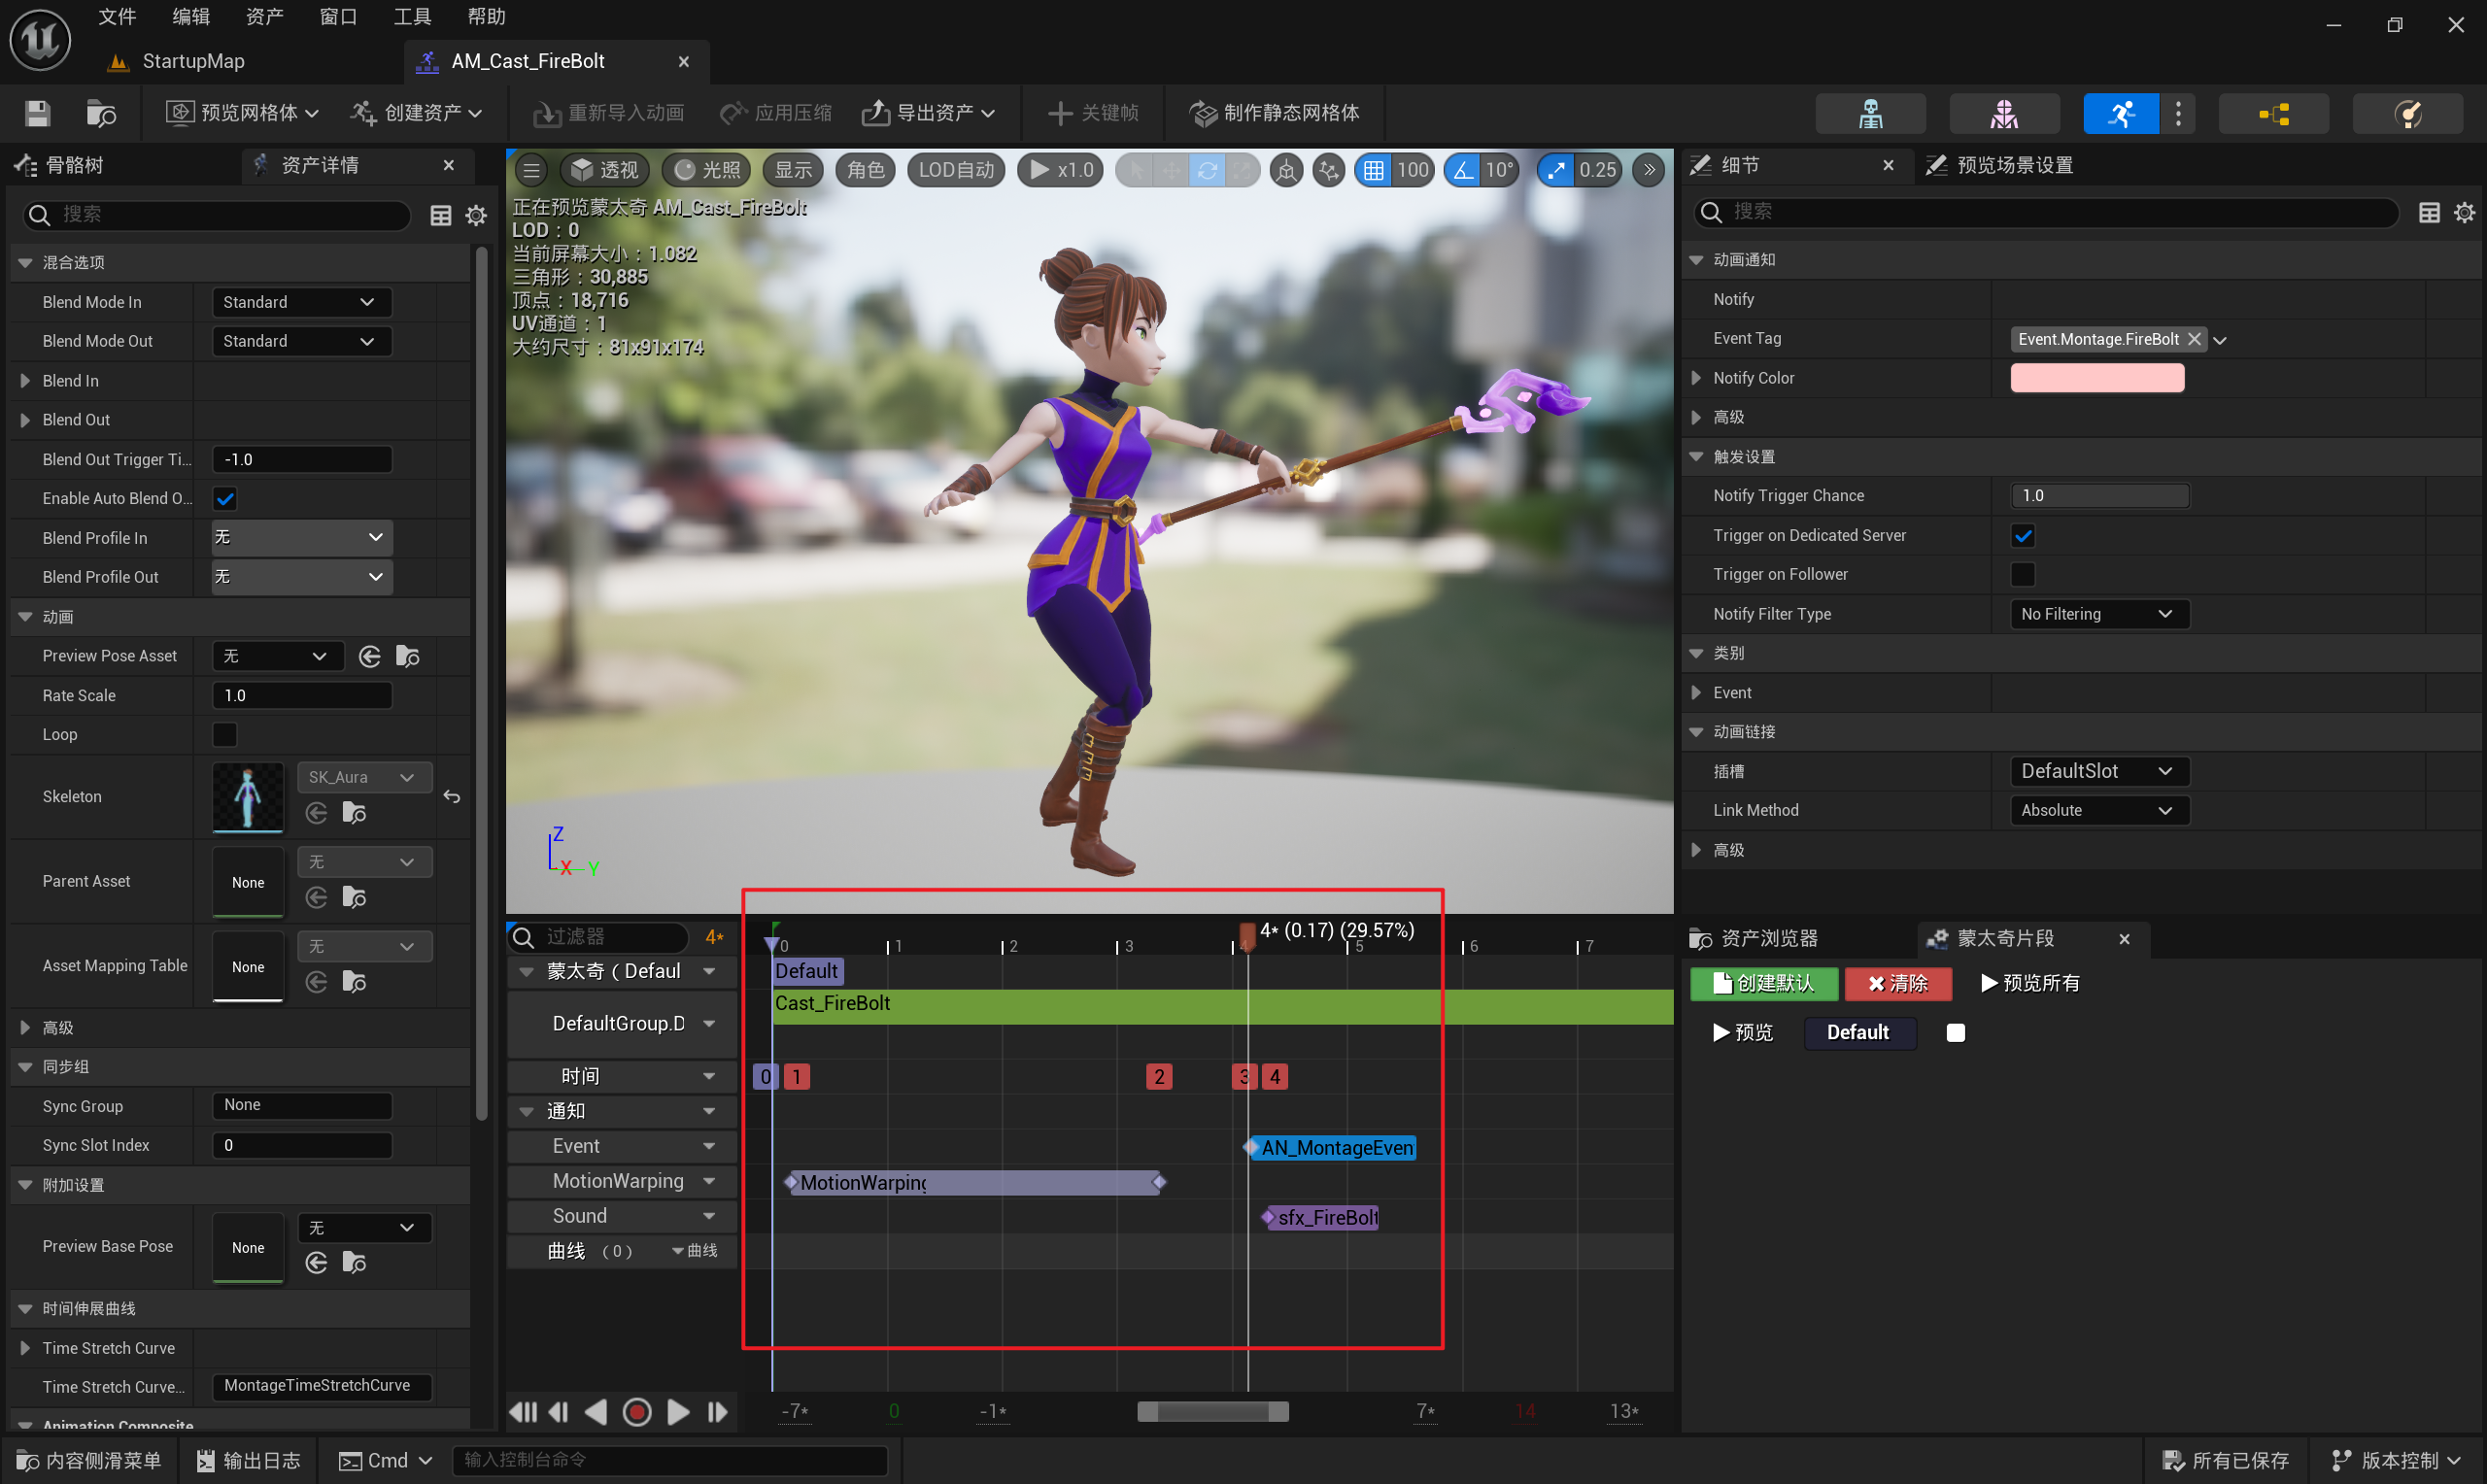 文件 编辑 资产 窗口 工具 帮助
StartupMap
AM_Cast_FireBolt
预览网格体 创建资产 重新导入动画 应用压缩 导出资产 关键帧 制作静态网格体
骨骼树 资产详情
搜索
混合选项
Blend Mode In Standard
Blend Mode Out Standard
Blend In
Blend Out
Blend Out Trigger Ti... -1.0
Enable Auto Blend O...
Blend Profile In 无
Blend Profile Out 无
动画
Preview Pose Asset 无
Rate Scale 1.0
Loop
Skeleton SK_Aura
Parent Asset None 无
Asset Mapping Table None 无
高级
同步组
Sync Group None
Sync Slot Index 0
附加设置
Preview Base Pose None 无
时间伸展曲线
Time Stretch Curve
Time Stretch Curve... MontageTimeStretchCurve
Animation Composite
透视 光照 显示 角色 LOD自动 x1.0 100 10° 0.25
正在预览蒙太奇 AM_Cast_FireBolt
LOD：0
当前屏幕大小：1.082
三角形：30,885
顶点：18,716
UV通道：1
大约尺寸：81x91x174
Z
X Y
过滤器 4*
4* (0.17) (29.57%)
0 1 2 3 4 5 6 7
蒙太奇（Defaul Default
Cast_FireBolt
DefaultGroup.D
时间 0 1 2 3 4
通知
Event AN_MontageEven
MotionWarping MotionWarping
Sound sfx_FireBolt
曲线 （0） 曲线
-7* 0 -1* 7* 14 13*
细节 预览场景设置
搜索
动画通知
Notify
Event Tag Event.Montage.FireBolt
Notify Color
高级
触发设置
Notify Trigger Chance 1.0
Trigger on Dedicated Server
Trigger on Follower
Notify Filter Type No Filtering
类别
Event
动画链接
插槽 DefaultSlot
Link Method Absolute
高级
资产浏览器 蒙太奇片段
创建默认 清除 预览所有
预览 Default
内容侧滑菜单 输出日志 Cmd 输入控制台命令 所有已保存 版本控制